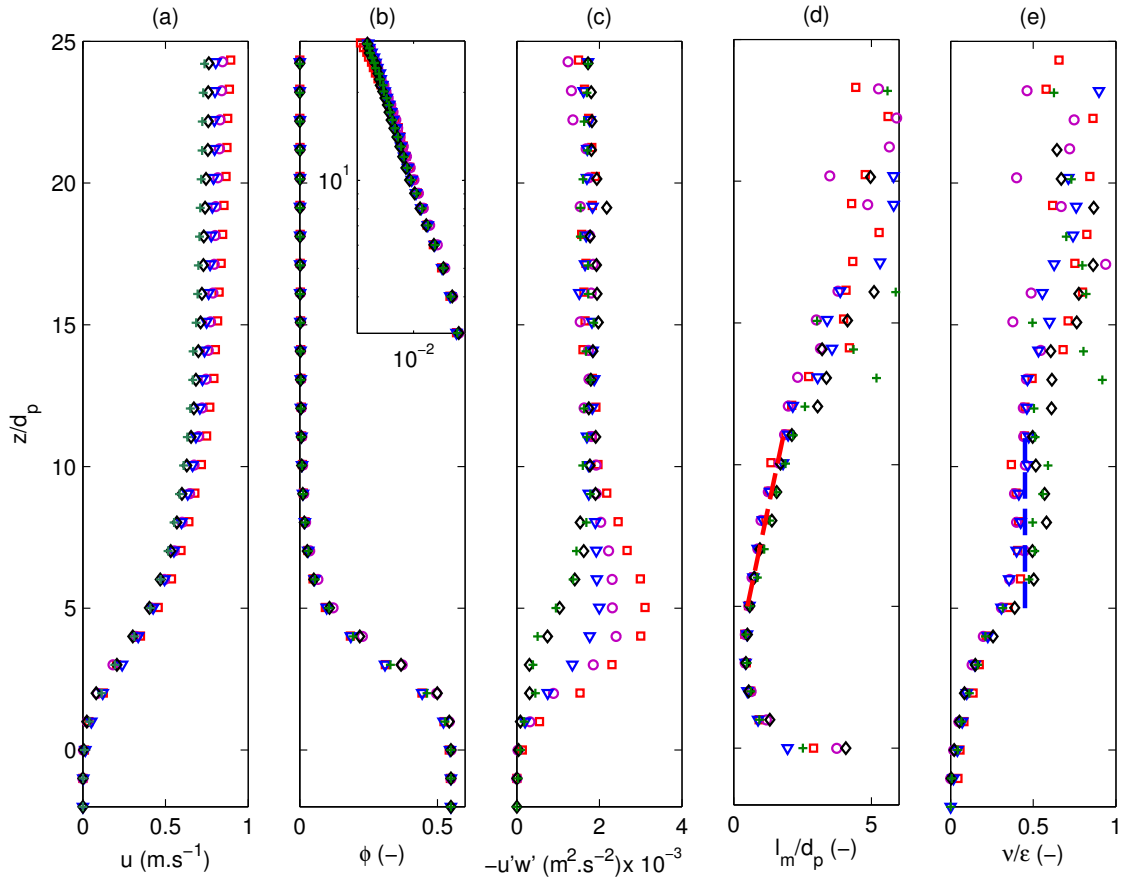 (a) (b) (c) (d) (e)
25
20
15
10
5
0
z/d_p
10^1
10^-2
0 0.5 1
0 0.5
0 2 4
0 5
0 0.5 1
u (m.s^−1)
ϕ (−)
−u'w' (m^2.s^−2)x 10^−3
l_m/d_p (−)
ν/ε (−)